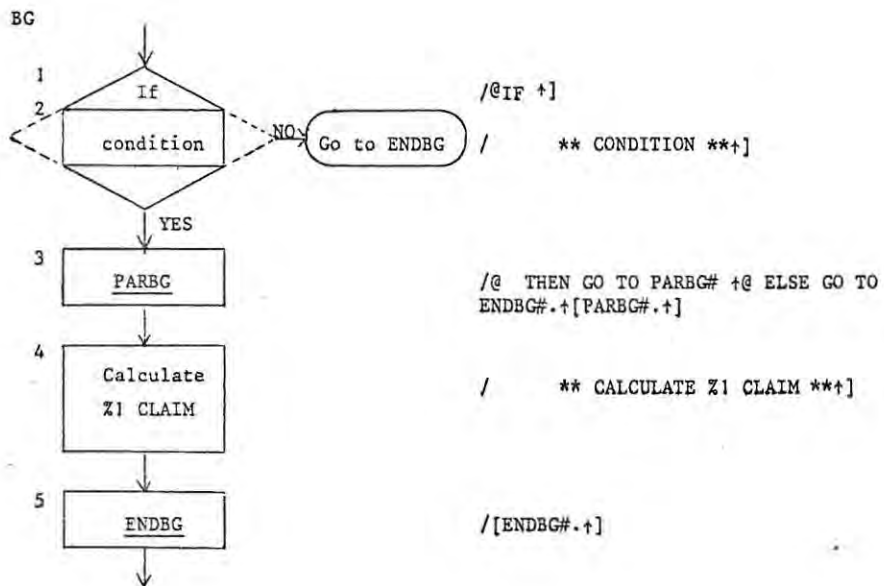 BG
1
If
/@IF ↑]
2
condition
NO
Go to ENDBG
/ ** CONDITION **↑]
YES
3
PARBG
/@ THEN GO TO PARBG# ↑@ ELSE GO TO
ENDBG#.↑[PARBG#.↑]
4
Calculate
%1 CLAIM
/ ** CALCULATE %1 CLAIM **↑]
5
ENDBG
/[ENDBG#.↑]